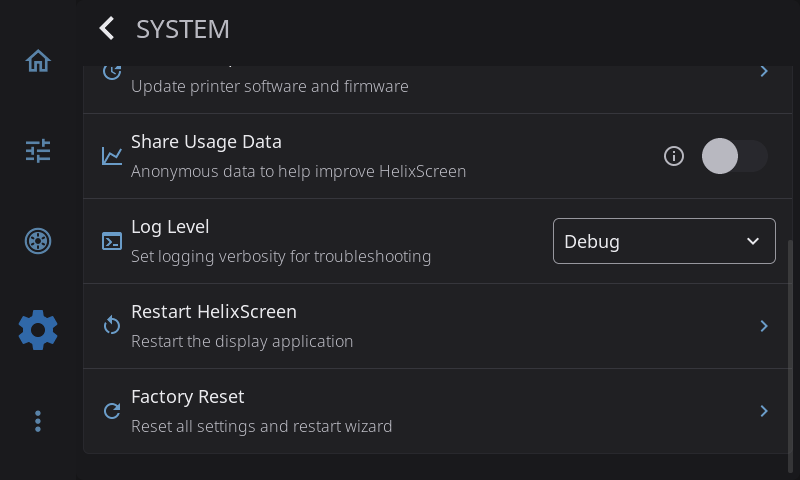 SYSTEM
Update printer software and firmware
Share Usage Data
Anonymous data to help improve HelixScreen
Log Level
Set logging verbosity for troubleshooting
Debug
Restart HelixScreen
Restart the display application
Factory Reset
Reset all settings and restart wizard